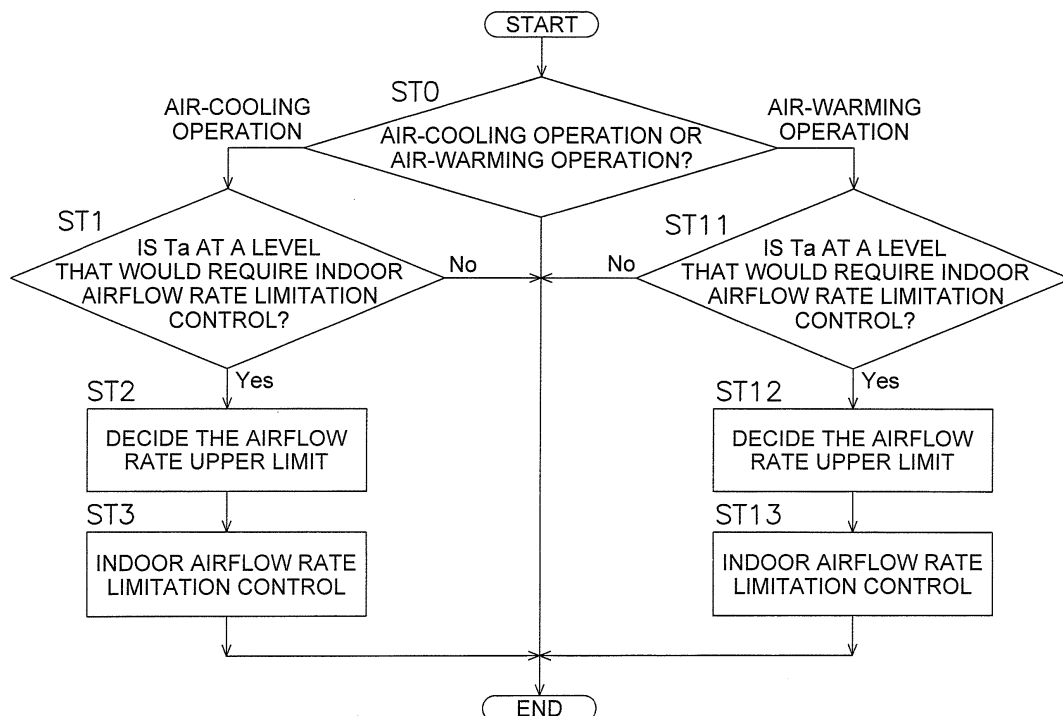 START
ST0
AIR-COOLING
OPERATION
AIR-COOLING OPERATION OR
AIR-WARMING OPERATION?
AIR-WARMING
OPERATION
ST1
IS Ta AT A LEVEL
THAT WOULD REQUIRE INDOOR
AIRFLOW RATE LIMITATION
CONTROL?
No
Yes
ST11
IS Ta AT A LEVEL
THAT WOULD REQUIRE INDOOR
AIRFLOW RATE LIMITATION
CONTROL?
No
Yes
ST2
DECIDE THE AIRFLOW
RATE UPPER LIMIT
ST12
DECIDE THE AIRFLOW
RATE UPPER LIMIT
ST3
INDOOR AIRFLOW RATE
LIMITATION CONTROL
ST13
INDOOR AIRFLOW RATE
LIMITATION CONTROL
END